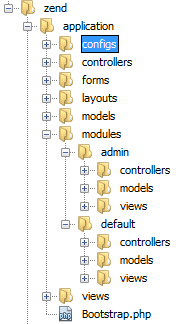 zend
application
configs
controllers
forms
layouts
models
modules
admin
controllers
models
views
default
controllers
models
views
views
php
Bootstrap.php